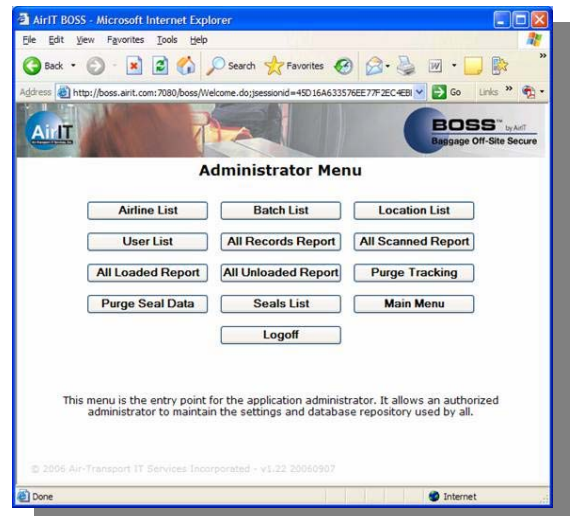 AirIT BOSS - Microsoft Internet Explorer
File Edit View Favorites Tools Help
Back Search Favorites »
Address http://boss.airit.com:7080/boss/Welcome.do;jsessionid=45D16A633576EE77F2EC4EB Go Links »
AirIT
BOSS™ by AirIT
Baggage Off-Site Secure
Administrator Menu
Airline List Batch List Location List
User List All Records Report All Scanned Report
All Loaded Report All Unloaded Report Purge Tracking
Purge Seal Data Seals List Main Menu
Logoff
This menu is the entry point for the application administrator. It allows an authorized
administrator to maintain the settings and database repository used by all.
© 2006 Air-Transport IT Services Incorporated - v1.22 20060907
Done Internet